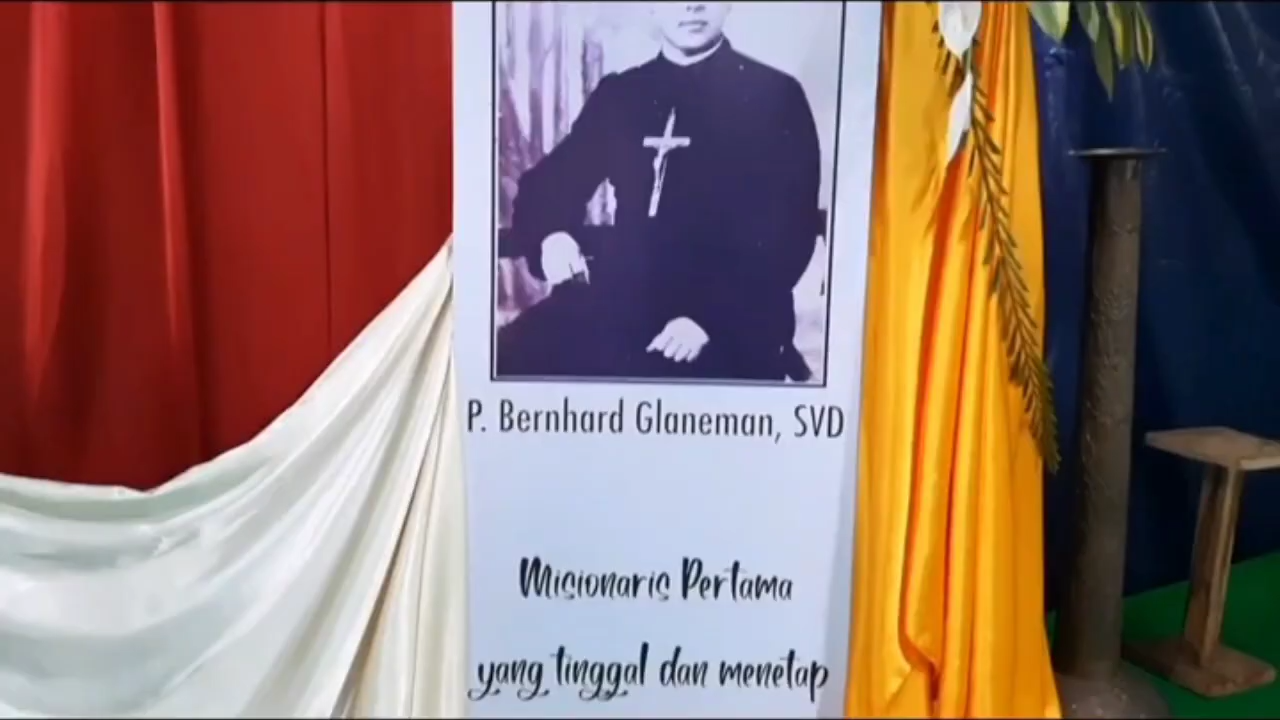 P. Bernhard Glaneman, SVD
Misionaris Pertama
yang tinggal dan menetap